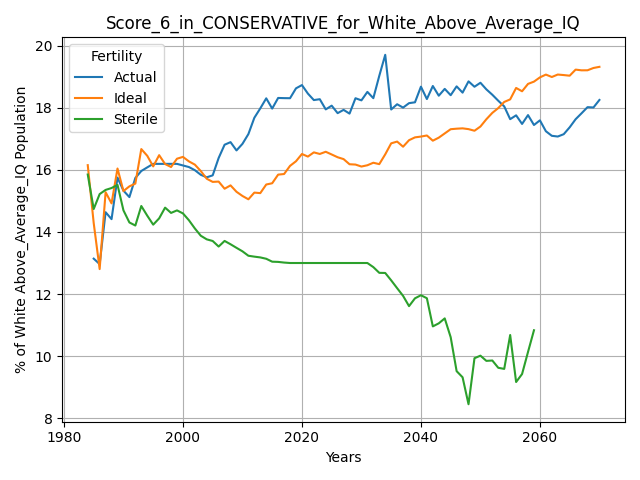 Score_6_in_CONSERVATIVE_for_White_Above_Average_IQ
Fertility
Actual
Ideal
Sterile
% of White Above_Average_IQ Population
20
18
16
14
12
10
8
1980
2000
2020
2040
2060
Years